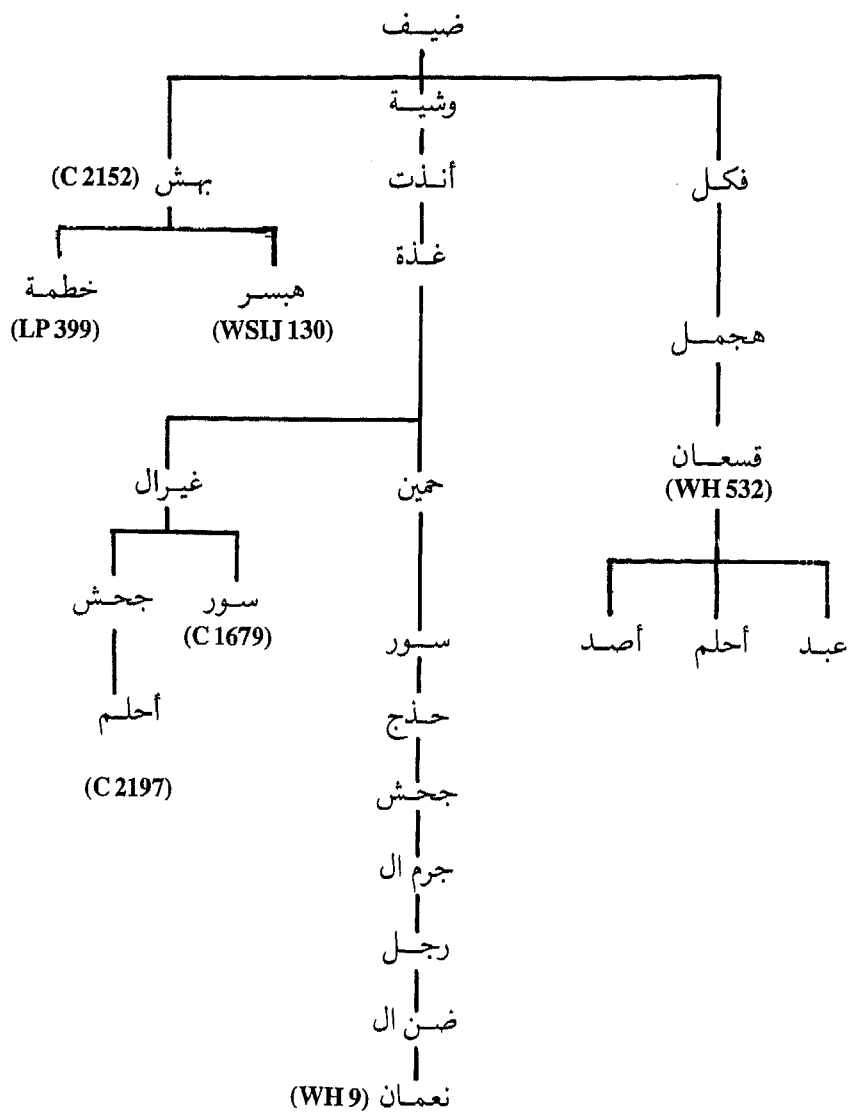 ضيف
وشية
فكل أنذت بهش (C 2152)
غذة
هبسر خطمة
(WSIJ 130) (LP 399)
هجمل
قسعان
(WH 532)
حمين غيرال
عبد أحلم أصد سور سور جحش
(C 1679)
حذج أحلم
(C 2197)
جحش
جرم ال
رجل
ضن ال
نعمان (WH 9)